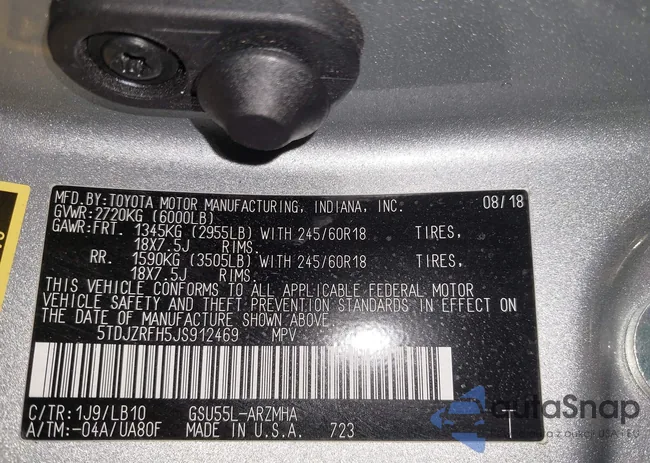 MFD.BY:TOYOTA MOTOR MANUFACTURING, INDIANA, INC. 08/18
GVWR:2720KG (6000LB)
GAWR:FRT. 1345KG (2955LB) WITH 245/60R18 TIRES,
18X7.5J RIMS.
RR. 1590KG (3505LB) WITH 245/60R18 TIRES,
18X7.5J RIMS.
THIS VEHICLE CONFORMS TO ALL APPLICABLE FEDERAL MOTOR
VEHICLE SAFETY AND THEFT PREVENTION STANDARDS IN EFFECT ON
THE DATE OF MANUFACTURE SHOWN ABOVE.
5TDJZRFH5JS912469 MPV
C/TR:1J9/LB10 GSU55L-ARZMHA
A/TM:-04A/UA80F MADE IN U.S.A. 723 T
autoSnap